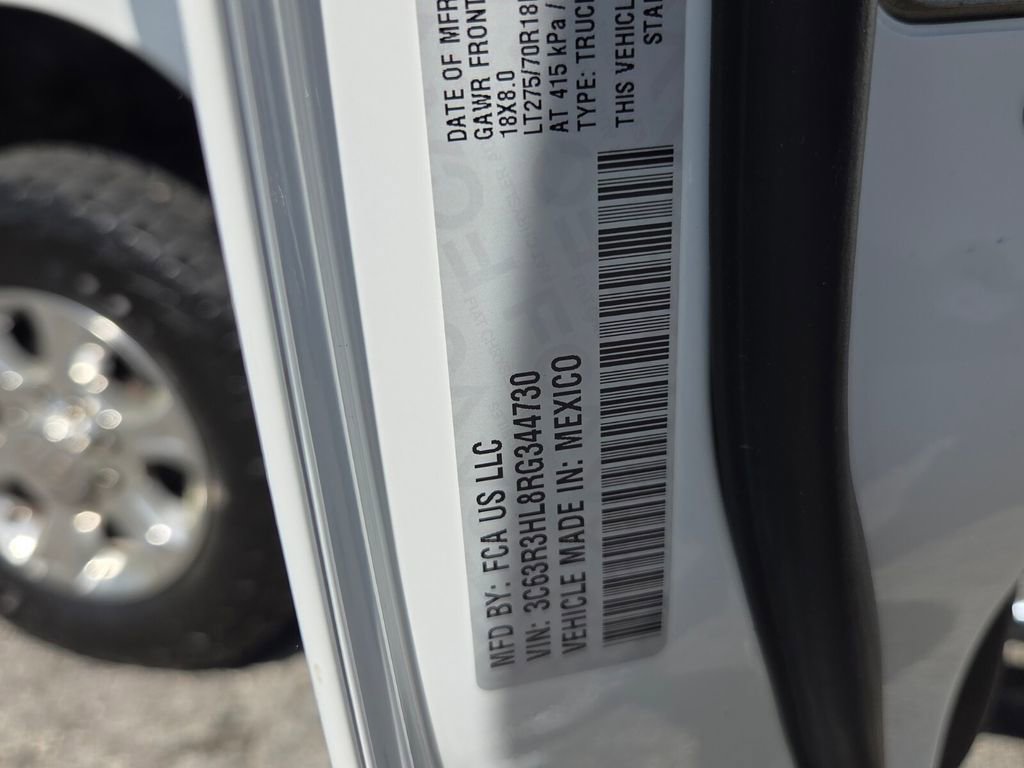 DATE OF MFR
GAWR FRONT
18X8.0
LT275/70R18
AT 415 kPa /
TYPE: TRUCK
THIS VEHICLE
STA
MFD BY: FCA US LLC
VIN: 3C63R3HL8RG344730
VEHICLE MADE IN: MEXICO